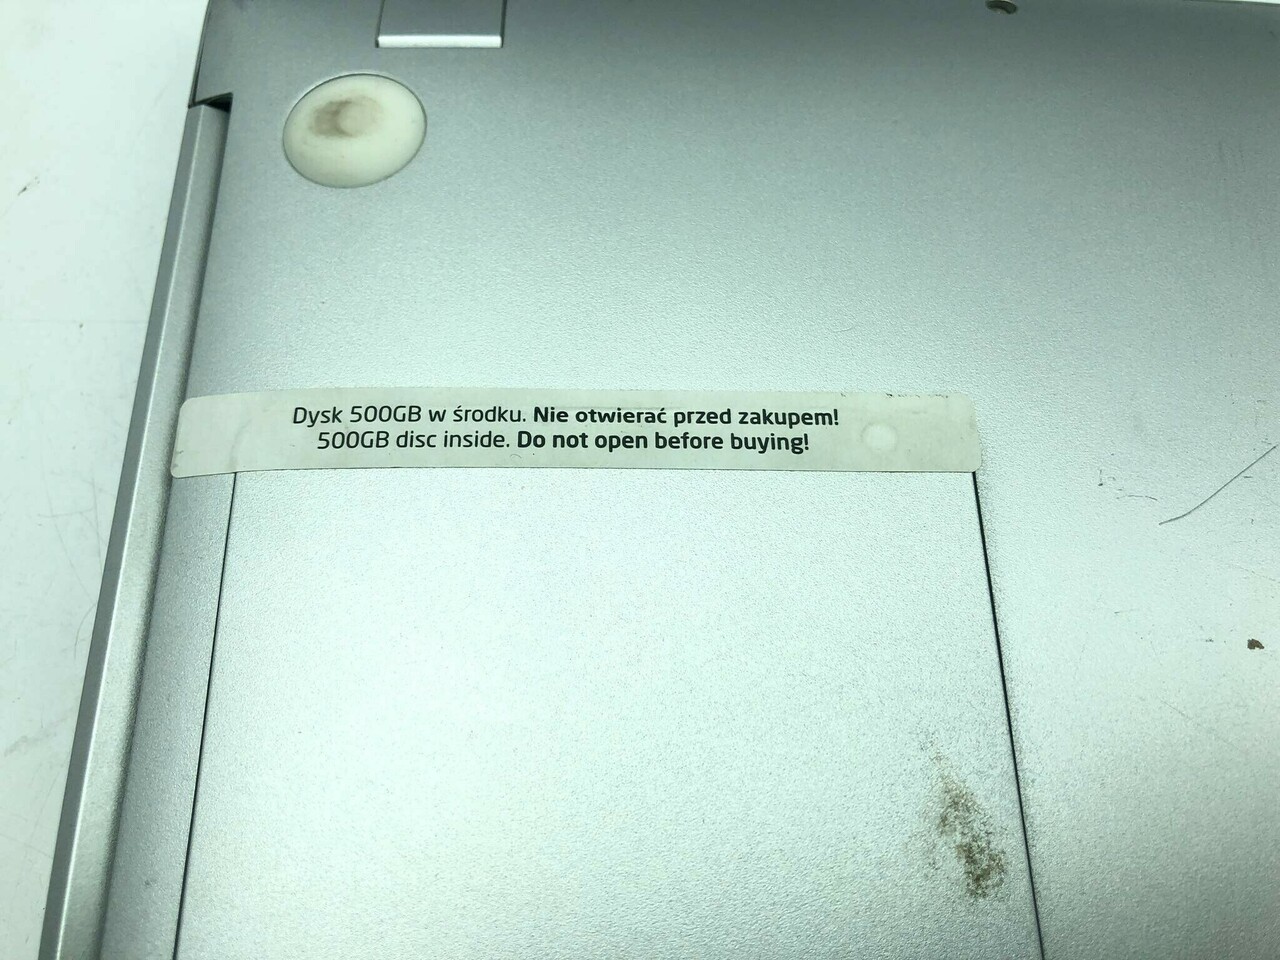 Dysk 500GB w środku. Nie otwierać przed zakupem!
500GB disc inside. Do not open before buying!